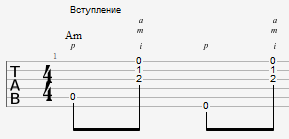 Вступление
a a
Am m m
p i p i
1
0 0
T 4 1 1
A 4 2 2
B 0
0